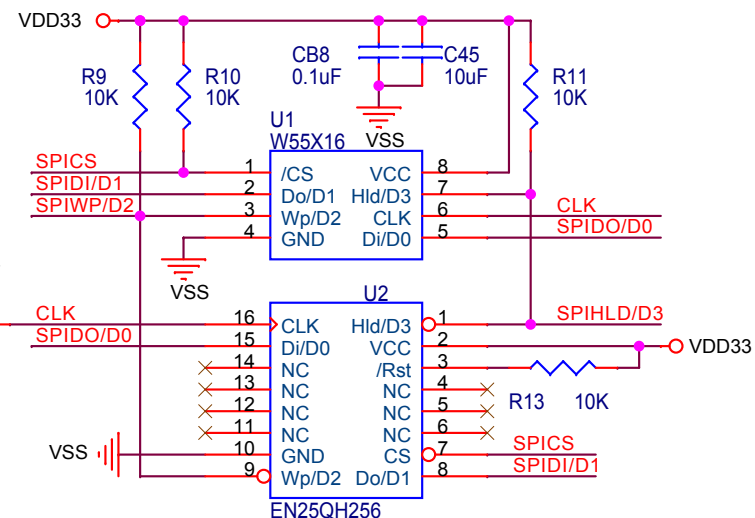 VDD33
CB8
0.1uF
C45
10uF
R9
10K
R10
10K
R11
10K
VSS
U1
W55X16
SPICS
1
/CS
VCC
8
SPIDI/D1
2
Do/D1
Hld/D3
7
SPIWP/D2
3
Wp/D2
CLK
6
CLK
4
GND
Di/D0
5
SPIDO/D0
VSS
U2
CLK
16
CLK
Hld/D3
1
SPIHLD/D3
SPIDO/D0
15
Di/D0
VCC
2
VDD33
14
NC
/Rst
3
13
NC
NC
4
R13
10K
12
NC
NC
5
11
NC
NC
6
VSS
10
GND
CS
7
SPICS
9
Wp/D2
Do/D1
8
SPIDI/D1
EN25QH256